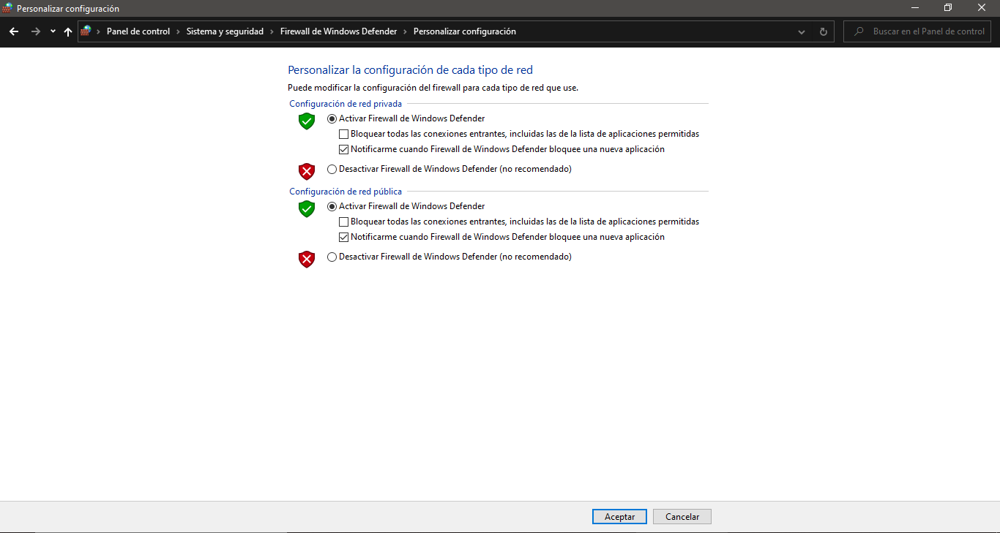 Personalizar configuración
Panel de control > Sistema y seguridad > Firewall de Windows Defender > Personalizar configuración
Buscar en el Panel de control
Personalizar la configuración de cada tipo de red
Puede modificar la configuración del firewall para cada tipo de red que use.
Configuración de red privada
Activar Firewall de Windows Defender
Bloquear todas las conexiones entrantes, incluidas las de la lista de aplicaciones permitidas
Notificarme cuando Firewall de Windows Defender bloquee una nueva aplicación
Desactivar Firewall de Windows Defender (no recomendado)
Configuración de red pública
Activar Firewall de Windows Defender
Bloquear todas las conexiones entrantes, incluidas las de la lista de aplicaciones permitidas
Notificarme cuando Firewall de Windows Defender bloquee una nueva aplicación
Desactivar Firewall de Windows Defender (no recomendado)
Aceptar
Cancelar